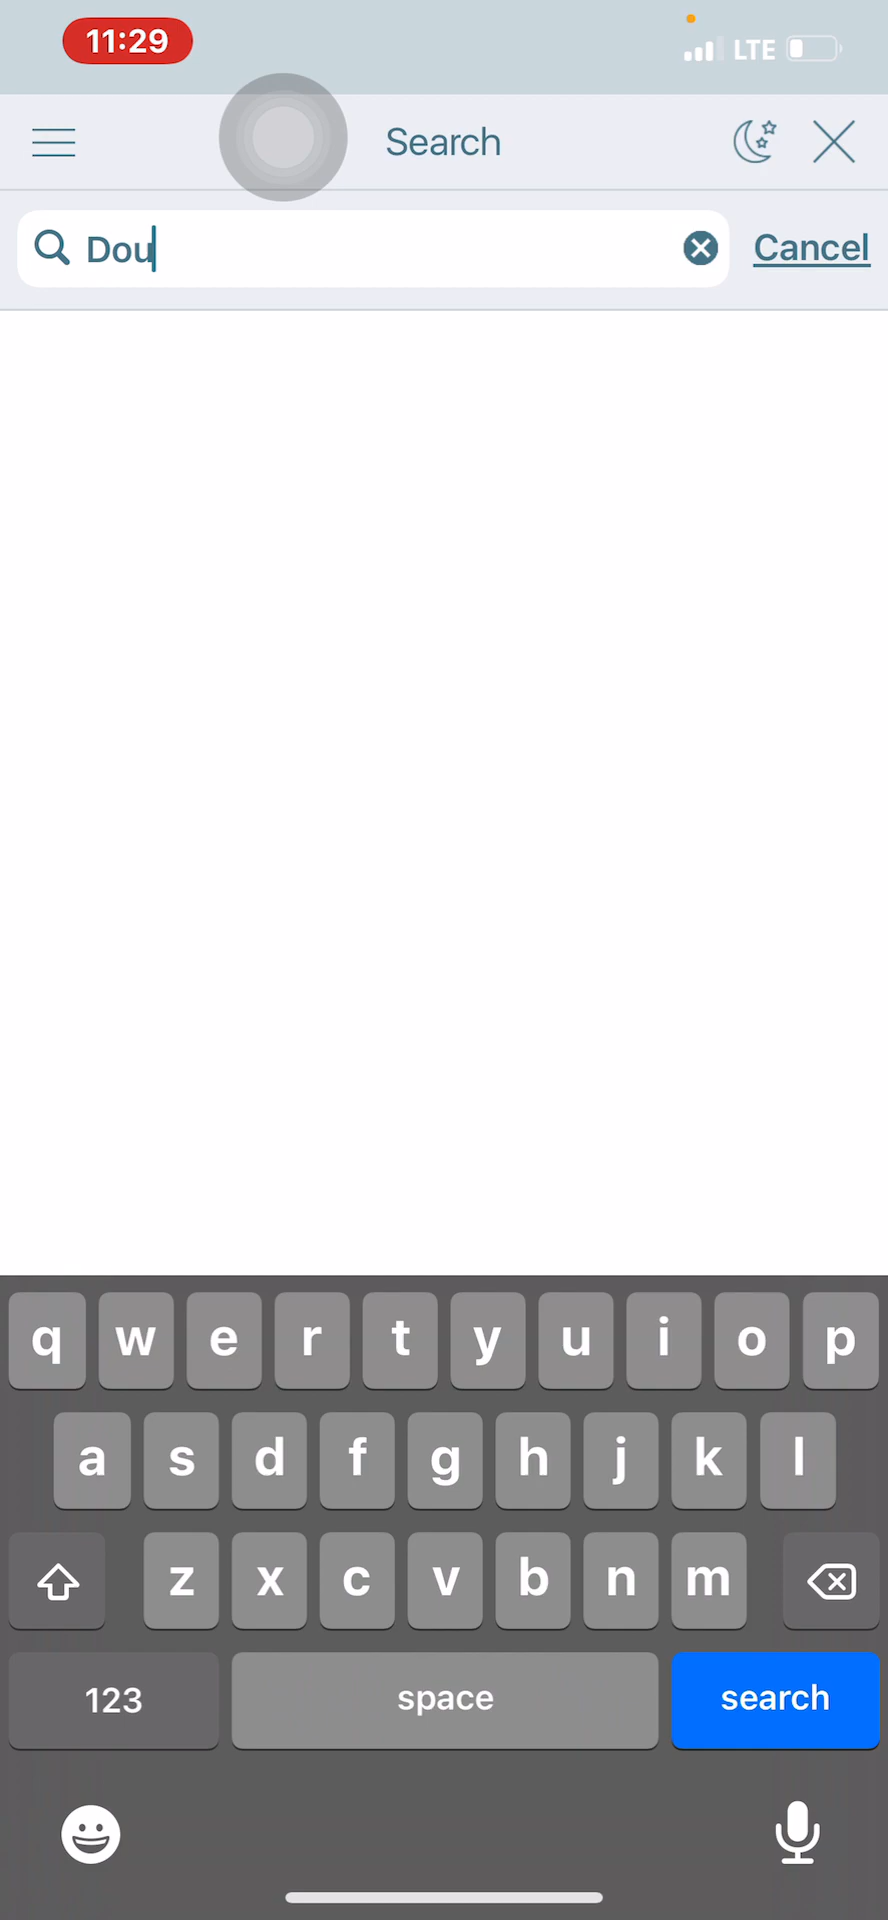 11:29
LTE
Search
Dou
Cancel
q w e r t y u i o p
a s d f g h j k l
z x c v b n m
123 space search